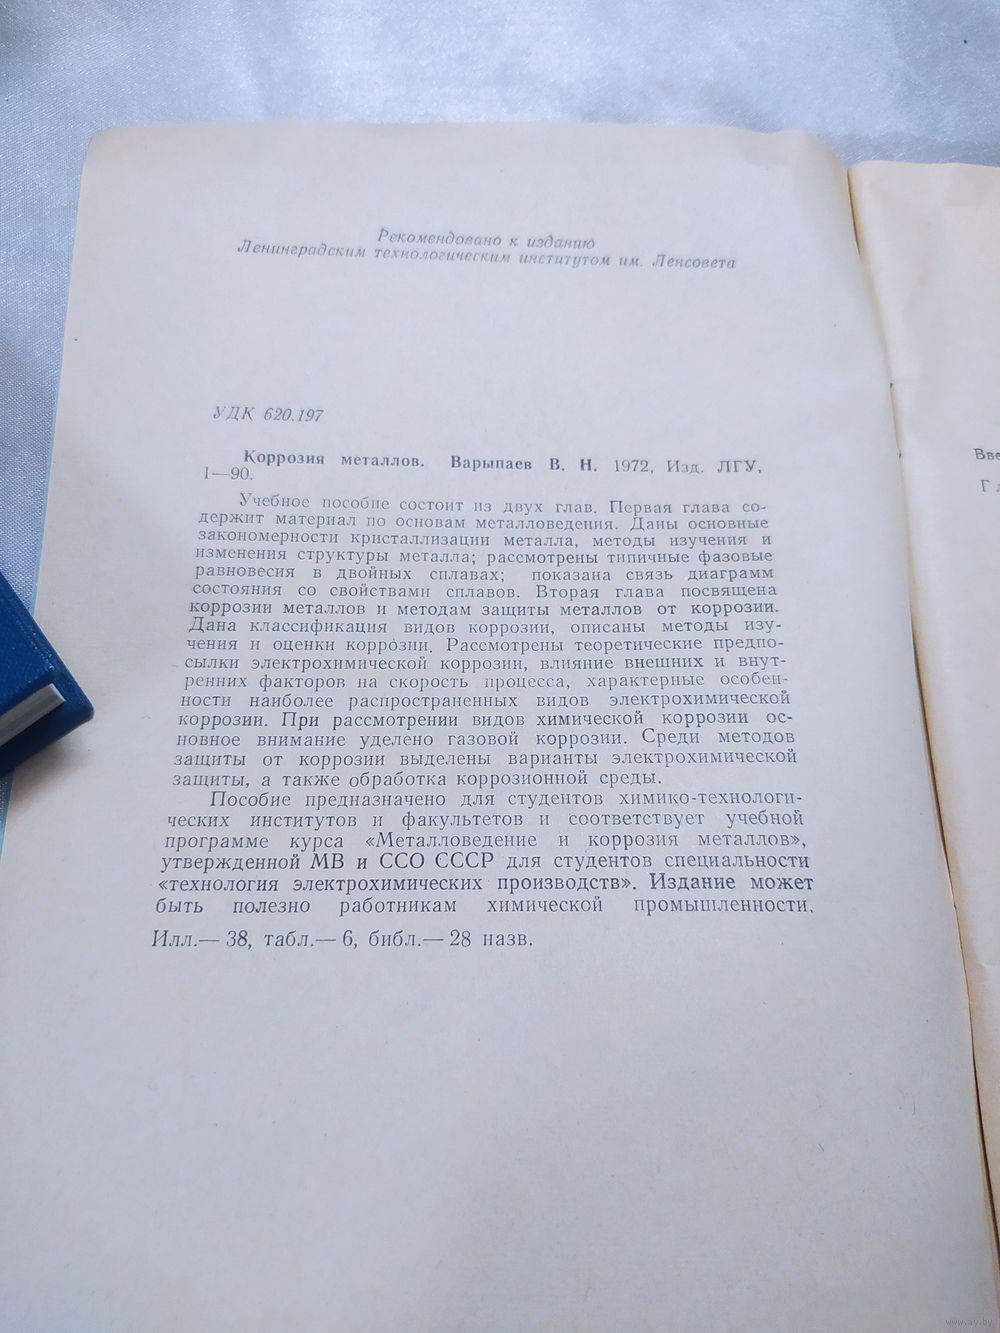 Рекомендовано к изданию
Ленинградским технологическим институтом им. Ленсовета
УДК 620.197
Коррозия металлов. Варыпаев В. Н. 1972, Изд. ЛГУ,
1—90.
Учебное пособие состоит из двух глав. Первая глава со-
держит материал по основам металловедения. Даны основные
закономерности кристаллизации металла, методы изучения и
изменения структуры металла; рассмотрены типичные фазовые
равновесия в двойных сплавах; показана связь диаграмм
состояния со свойствами сплавов. Вторая глава посвящена
коррозии металлов и методам защиты металлов от коррозии.
Дана классификация видов коррозии, описаны методы изу-
чения и оценки коррозии. Рассмотрены теоретические предпо-
сылки электрохимической коррозии, влияние внешних и внут-
ренних факторов на скорость процесса, характерные особен-
ности наиболее распространенных видов электрохимической
коррозии. При рассмотрении видов химической коррозии ос-
новное внимание уделено газовой коррозии. Среди методов
защиты от коррозии выделены варианты электрохимической
защиты, а также обработка коррозионной среды.
Пособие предназначено для студентов химико-технологи-
ческих институтов и факультетов и соответствует учебной
программе курса «Металловедение и коррозия металлов»,
утвержденной МВ и ССО СССР для студентов специальности
«технология электрохимических производств». Издание может
быть полезно работникам химической промышленности.
Илл.— 38, табл.— 6, библ.— 28 назв.
Вве
Гл
www.ay.by